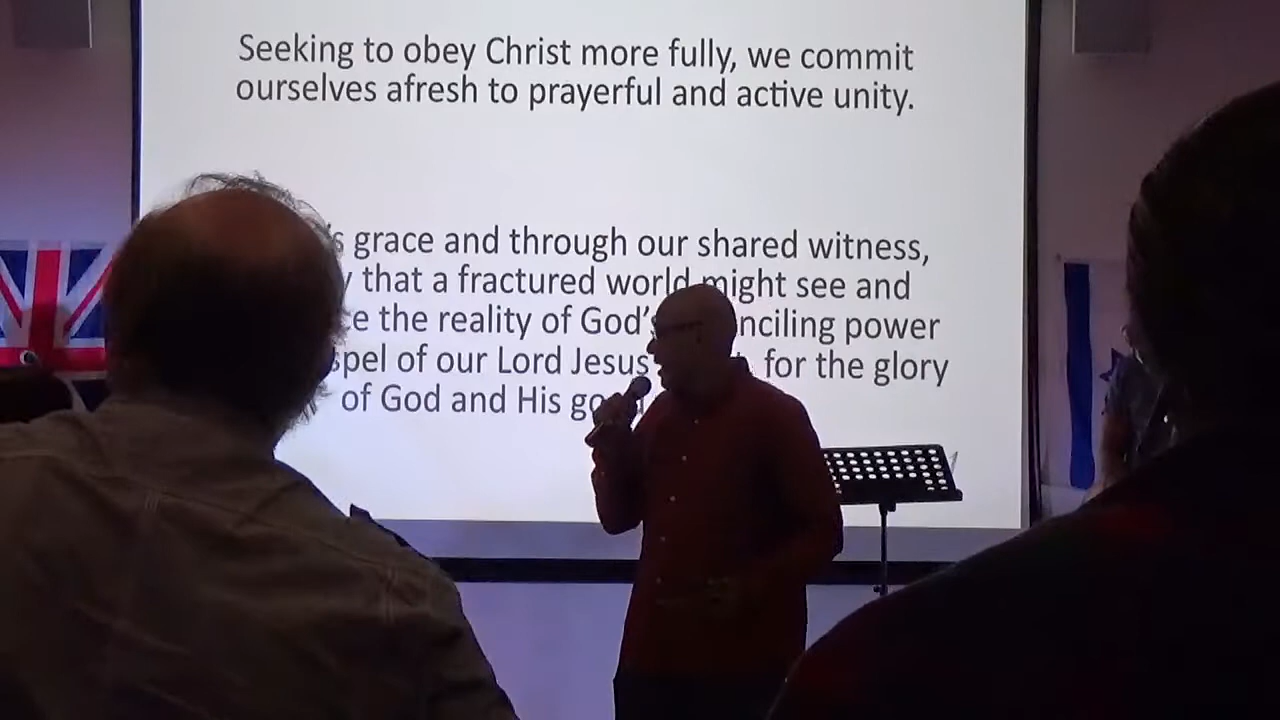 Seeking to obey Christ more fully, we commit
ourselves afresh to prayerful and active unity.
grace and through our shared witness,
that a fractured world might see and
the reality of God's power
of our Lord Jesus for the glory
of God and His